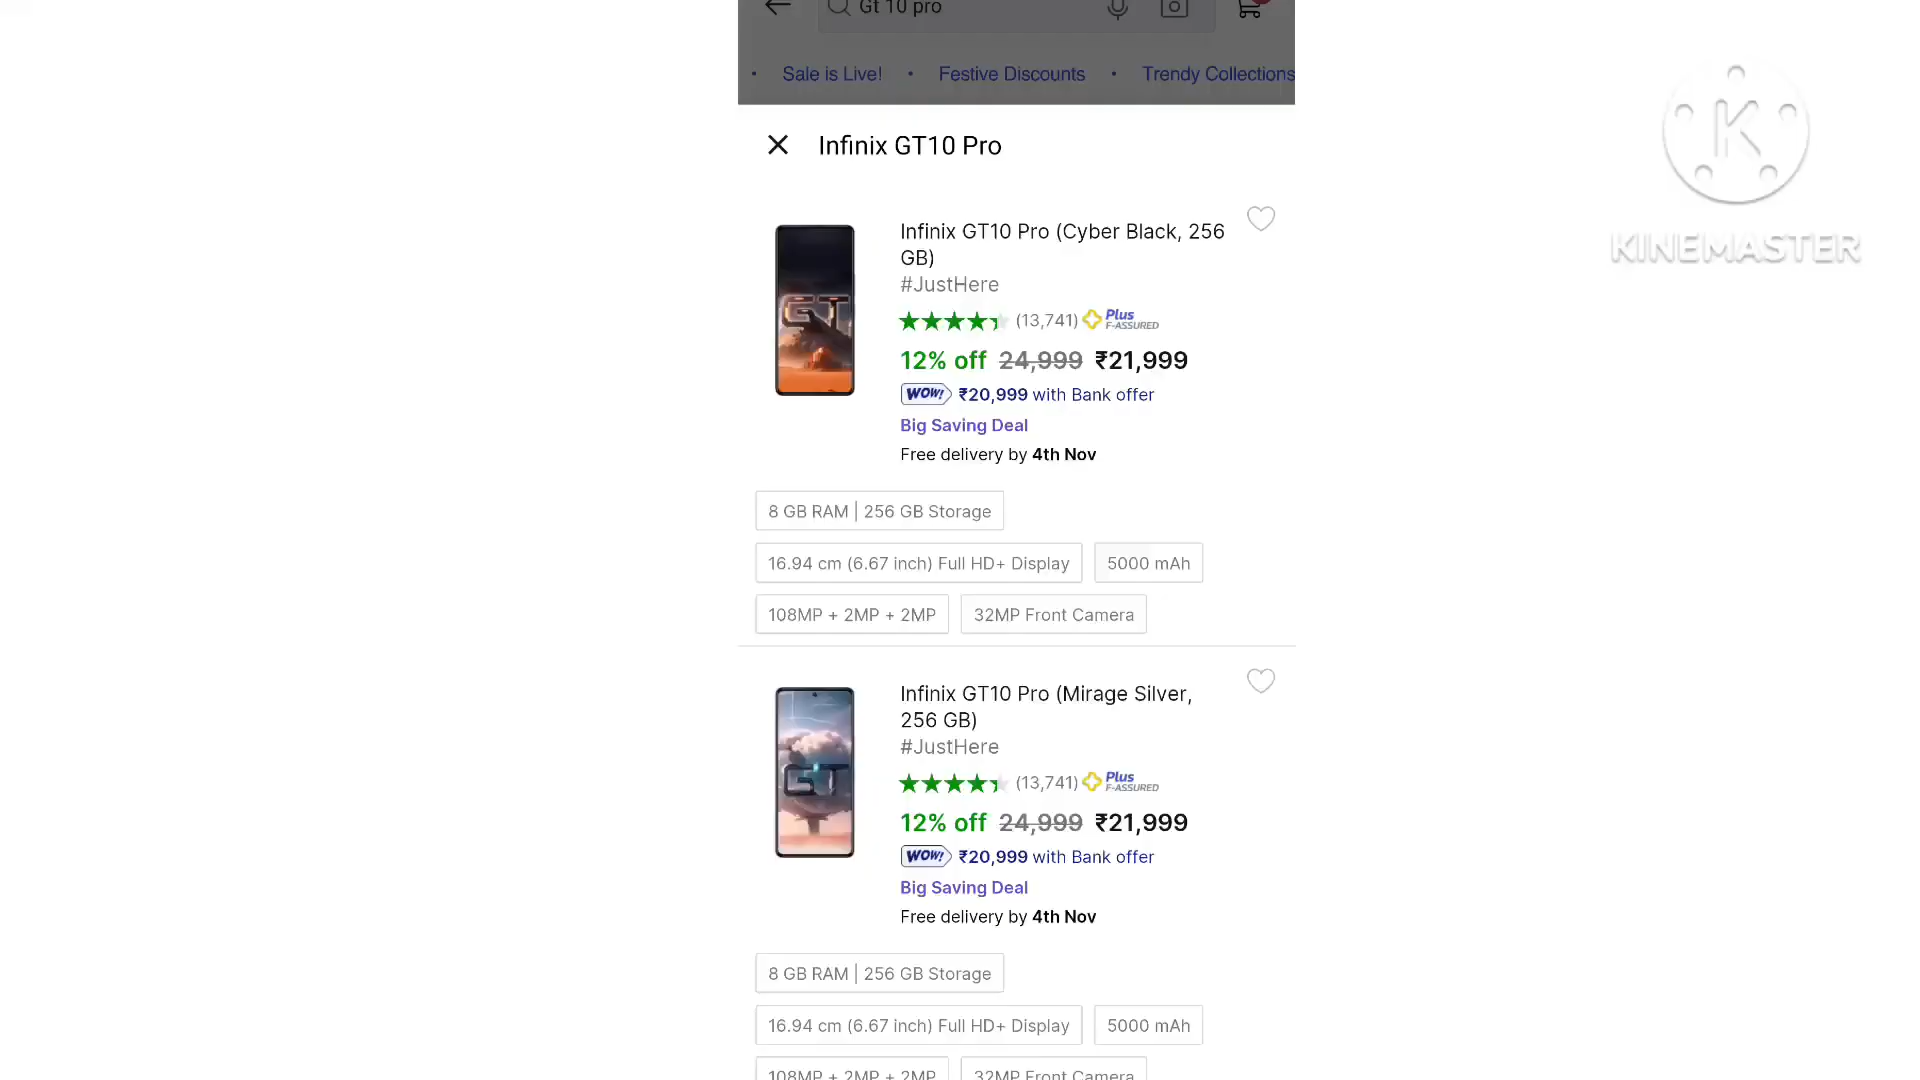 Gt 10 pro
• Sale is Live! • Festive Discounts • Trendy Collections
Infinix GT10 Pro
Infinix GT10 Pro (Cyber Black, 256
GB)
#JustHere
(13,741) Plus
F-ASSURED
12% off 24,999 ₹21,999
WOW! ₹20,999 with Bank offer
Big Saving Deal
Free delivery by 4th Nov
8 GB RAM | 256 GB Storage
16.94 cm (6.67 inch) Full HD+ Display 5000 mAh
108MP + 2MP + 2MP 32MP Front Camera
Infinix GT10 Pro (Mirage Silver,
256 GB)
#JustHere
(13,741) Plus
F-ASSURED
12% off 24,999 ₹21,999
WOW! ₹20,999 with Bank offer
Big Saving Deal
Free delivery by 4th Nov
8 GB RAM | 256 GB Storage
16.94 cm (6.67 inch) Full HD+ Display 5000 mAh
108MP + 2MP + 2MP 32MP Front Camera
GT
GT
K
KINEMASTER